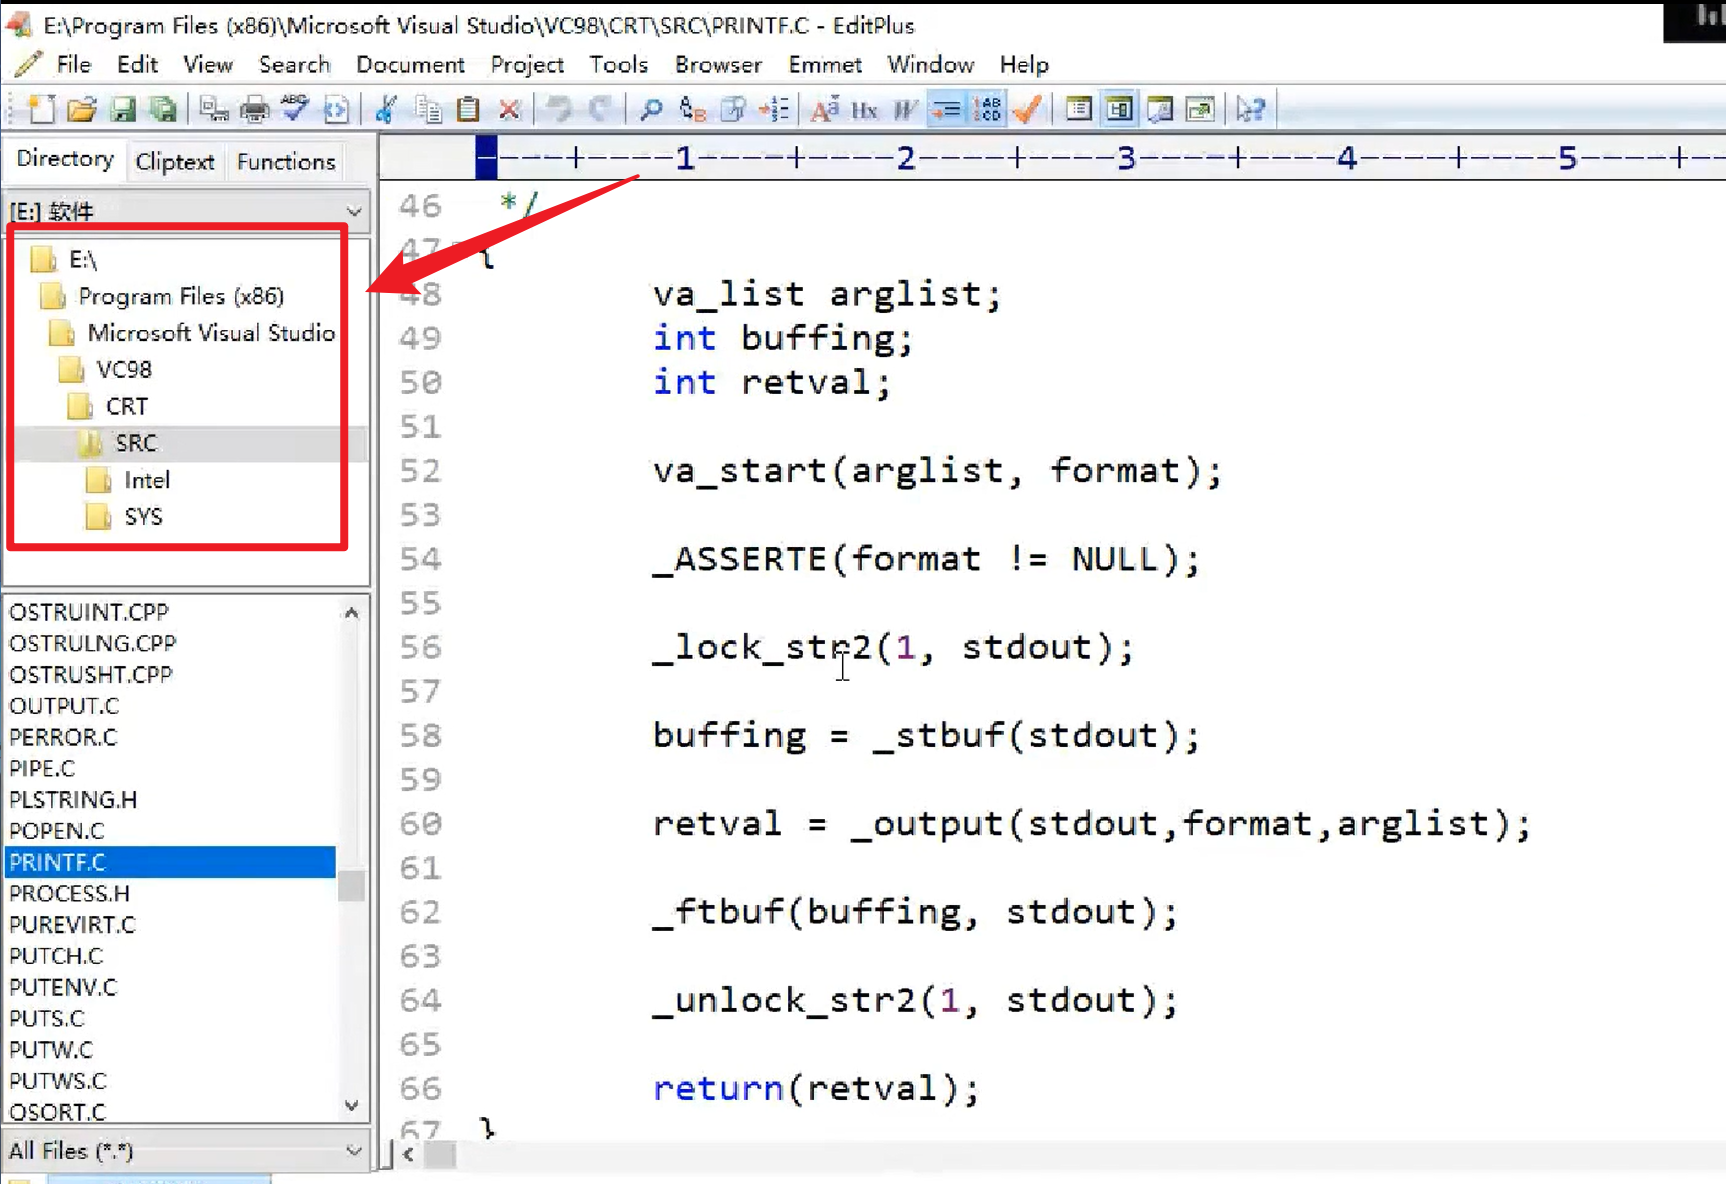 E:\Program Files (x86)\Microsoft Visual Studio\VC98\CRT\SRC\PRINTF.C - EditPlus
File Edit View Search Document Project Tools Browser Emmet Window Help
Directory Cliptext Functions
[E:] 软件
E:\
Program Files (x86)
Microsoft Visual Studio
VC98
CRT
SRC
Intel
SYS
OSTRUINT.CPP
OSTRULNG.CPP
OSTRUSHT.CPP
OUTPUT.C
PERROR.C
PIPE.C
PLSTRING.H
POPEN.C
PRINTF.C
PROCESS.H
PUREVIRT.C
PUTCH.C
PUTENV.C
PUTS.C
PUTW.C
PUTWS.C
QSORT.C
All Files (*.*)
----+----1----+----2----+----3----+----4----+----5----+--
46 */
47 {
48 va_list arglist;
49 int buffing;
50 int retval;
51
52 va_start(arglist, format);
53
54 _ASSERTE(format != NULL);
55
56 _lock_str2(1, stdout);
57
58 buffing = _stbuf(stdout);
59
60 retval = _output(stdout,format,arglist);
61
62 _ftbuf(buffing, stdout);
63
64 _unlock_str2(1, stdout);
65
66 return(retval);
67 }